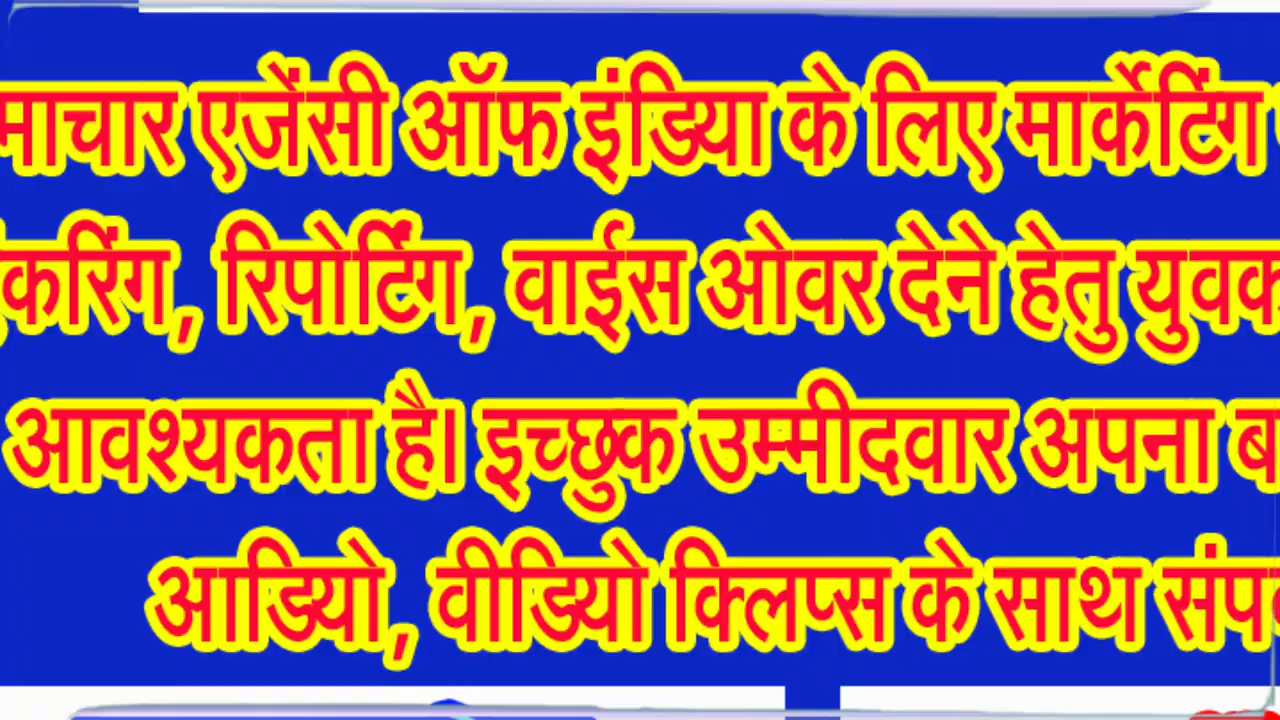 माचार एजेंसी ऑफ इंडिया के लिए मार्केटिंग
करिंग, रिपोर्टिंग, वाईस ओवर देने हेतु युवक
आवश्यकता है। इच्छुक उम्मीदवार अपना ब
आडियो, वीडियो क्लिप्स के साथ संप